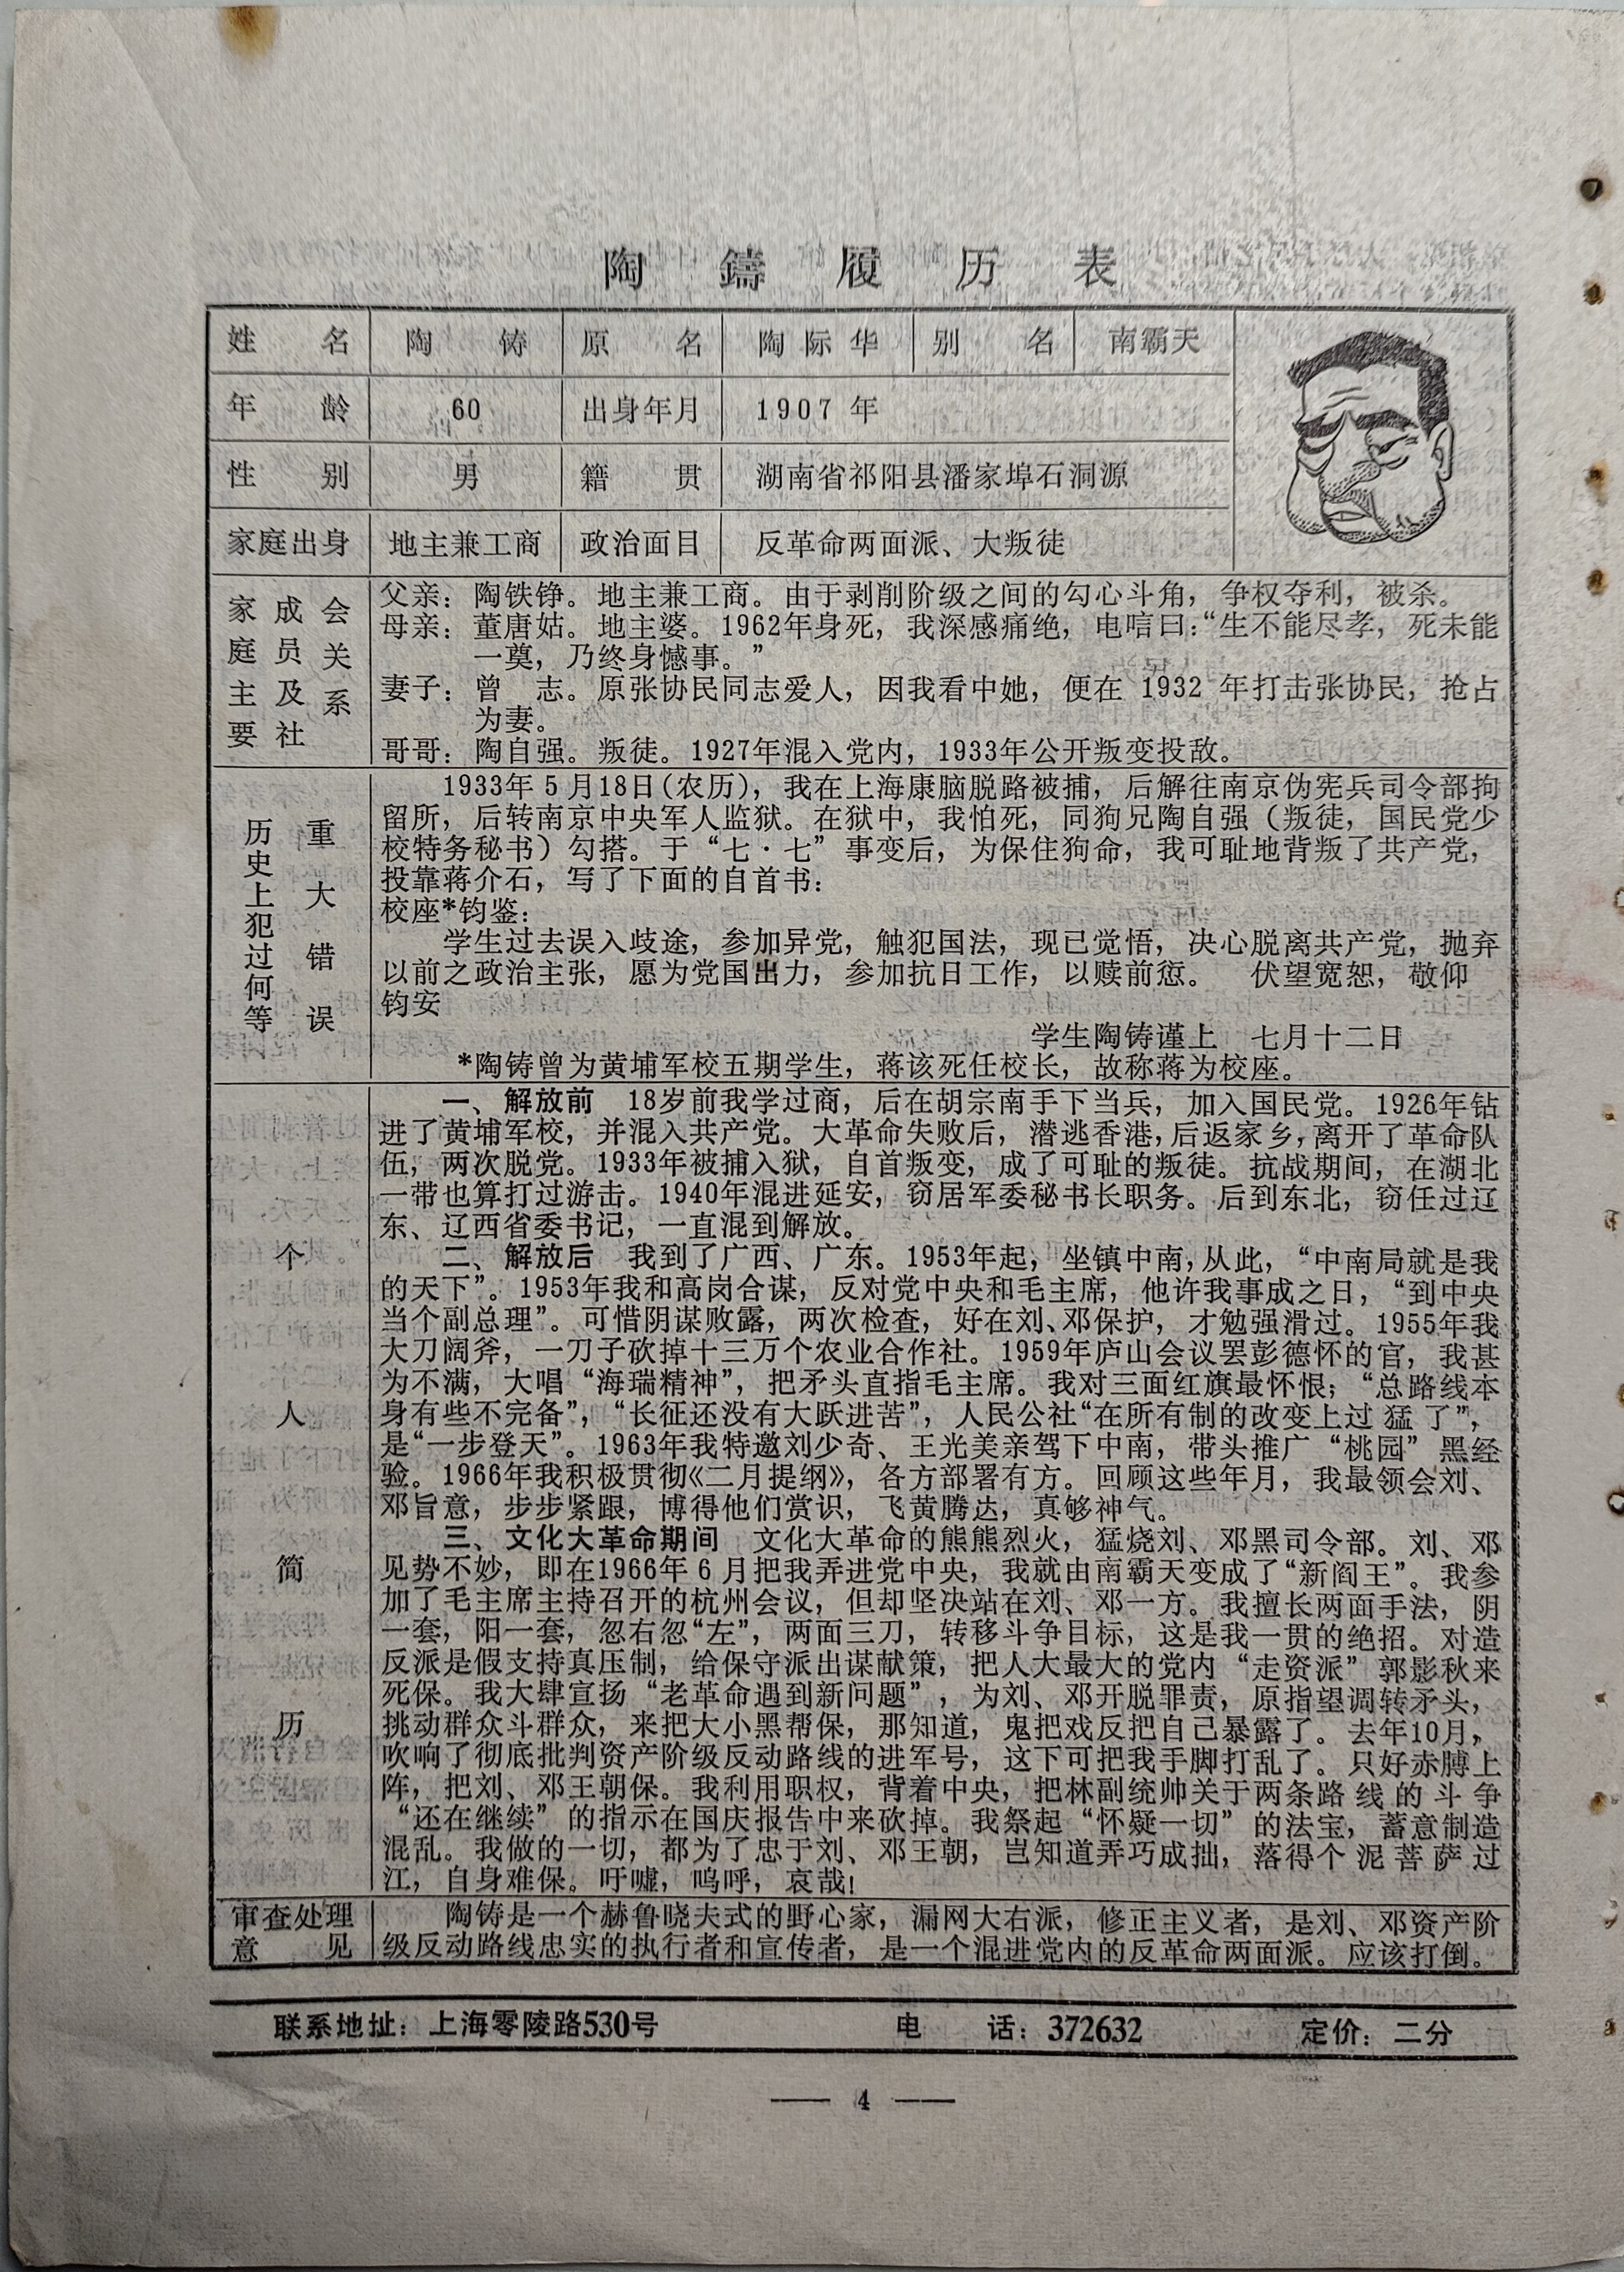 陶鑄履历表
姓名 陶铸 原名 陶际华 别名 南霸天
年龄 60 出身年月 1907 年
性别 男 籍贯 湖南省祁阳县潘家埠石洞源
家庭出身 地主兼工商 政治面目 反革命两面派、大叛徒
家庭主要成员及社会关系
父亲：陶铁铮。地主兼工商。由于剥削阶级之间的勾心斗角，争权夺利，被杀。
母亲：董唐姑。地主婆。1962年身死，我深感痛绝，电唁曰：“生不能尽孝，死未能
一奠，乃终身憾事。”
妻子：曾　志。原张协民同志爱人，因我看中她，便在 1932 年打击张协民，抢占
为妻。
哥哥：陶自强。叛徒。1927年混入党内，1933年公开叛变投敌。
历史上犯过何等重大错误
1933年 5 月18日（农历），我在上海康脑脱路被捕，后解往南京伪宪兵司令部拘
留所，后转南京中央军人监狱。在狱中，我怕死，同狗兄陶自强（叛徒，国民党少
校特务秘书）勾搭。于“七·七”事变后，为保住狗命，我可耻地背叛了共产党，
投靠蒋介石，写了下面的自首书：
校座*钧鉴：
学生过去误入歧途，参加异党，触犯国法，现已觉悟，决心脱离共产党，抛弃
以前之政治主张，愿为党国出力，参加抗日工作，以赎前愆。　伏望宽恕，敬仰
钧安
学生陶铸谨上　七月十二日
*陶铸曾为黄埔军校五期学生，蒋该死任校长，故称蒋为校座。
个人简历
一、解放前　18岁前我学过商，后在胡宗南手下当兵，加入国民党。1926年钻
进了黄埔军校，并混入共产党。大革命失败后，潜逃香港，后返家乡，离开了革命队
伍，两次脱党。1933年被捕入狱，自首叛变，成了可耻的叛徒。抗战期间，在湖北
一带也算打过游击。1940年混进延安，窃居军委秘书长职务。后到东北，窃任过辽
东、辽西省委书记，一直混到解放。
二、解放后　我到了广西、广东。1953年起，坐镇中南，从此，“中南局就是我
的天下”。1953年我和高岗合谋，反对党中央和毛主席，他许我事成之日，“到中央
当个副总理”。可惜阴谋败露，两次检查，好在刘、邓保护，才勉强滑过。1955年我
大刀阔斧，一刀子砍掉十三万个农业合作社。1959年庐山会议罢彭德怀的官，我甚
为不满，大唱“海瑞精神”，把矛头直指毛主席。我对三面红旗最怀恨；“总路线本
身有些不完备”，“长征还没有大跃进苦”，人民公社“在所有制的改变上过猛了”，
是“一步登天”。1963年我特邀刘少奇、王光美亲驾下中南，带头推广“桃园”黑经
验。1966年我积极贯彻《二月提纲》，各方部署有方。回顾这些年月，我最领会刘、
邓旨意，步步紧跟，博得他们赏识，飞黄腾达，真够神气。
三、文化大革命期间　文化大革命的熊熊烈火，猛烧刘、邓黑司令部。刘、邓
见势不妙，即在1966年 6 月把我弄进党中央，我就由南霸天变成了“新阎王”。我参
加了毛主席主持召开的杭州会议，但却坚决站在刘、邓一方。我擅长两面手法，阴
一套，阳一套，忽右忽“左”，两面三刀，转移斗争目标，这是我一贯的绝招。对造
反派是假支持真压制，给保守派出谋献策，把人大最大的党内“走资派”郭影秋来
死保。我大肆宣扬“老革命遇到新问题”，为刘、邓开脱罪责，原指望调转矛头，
挑动群众斗群众，来把大小黑帮保，那知道，鬼把戏反把自己暴露了。去年10月，
吹响了彻底批判资产阶级反动路线的进军号，这下可把我手脚打乱了。只好赤膊上
阵，把刘、邓王朝保。我利用职权，背着中央，把林副统帅关于两条路线的斗争
“还在继续”的指示在国庆报告中来砍掉。我祭起“怀疑一切”的法宝，蓄意制造
混乱。我做的一切，都为了忠于刘、邓王朝，岂知道弄巧成拙，落得个泥菩萨过
江，自身难保。吁嘘，呜呼，哀哉！
审查处理意见
陶铸是一个赫鲁晓夫式的野心家，漏网大右派，修正主义者，是刘、邓资产阶
级反动路线忠实的执行者和宣传者，是一个混进党内的反革命两面派。应该打倒。
联系地址：上海零陵路530号　电话：372632　定价：二分
— 4 —